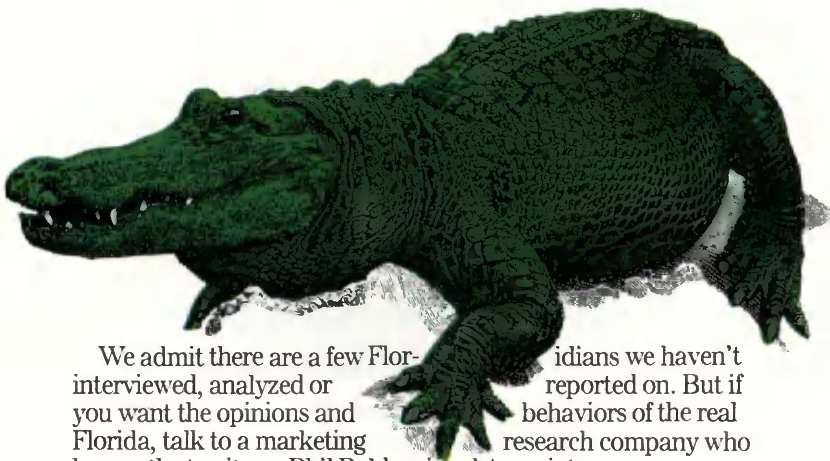 We admit there are a few Flor- idians we haven't
interviewed, analyzed or reported on. But if
you want the opinions and behaviors of the real
Florida, talk to a marketing research company who